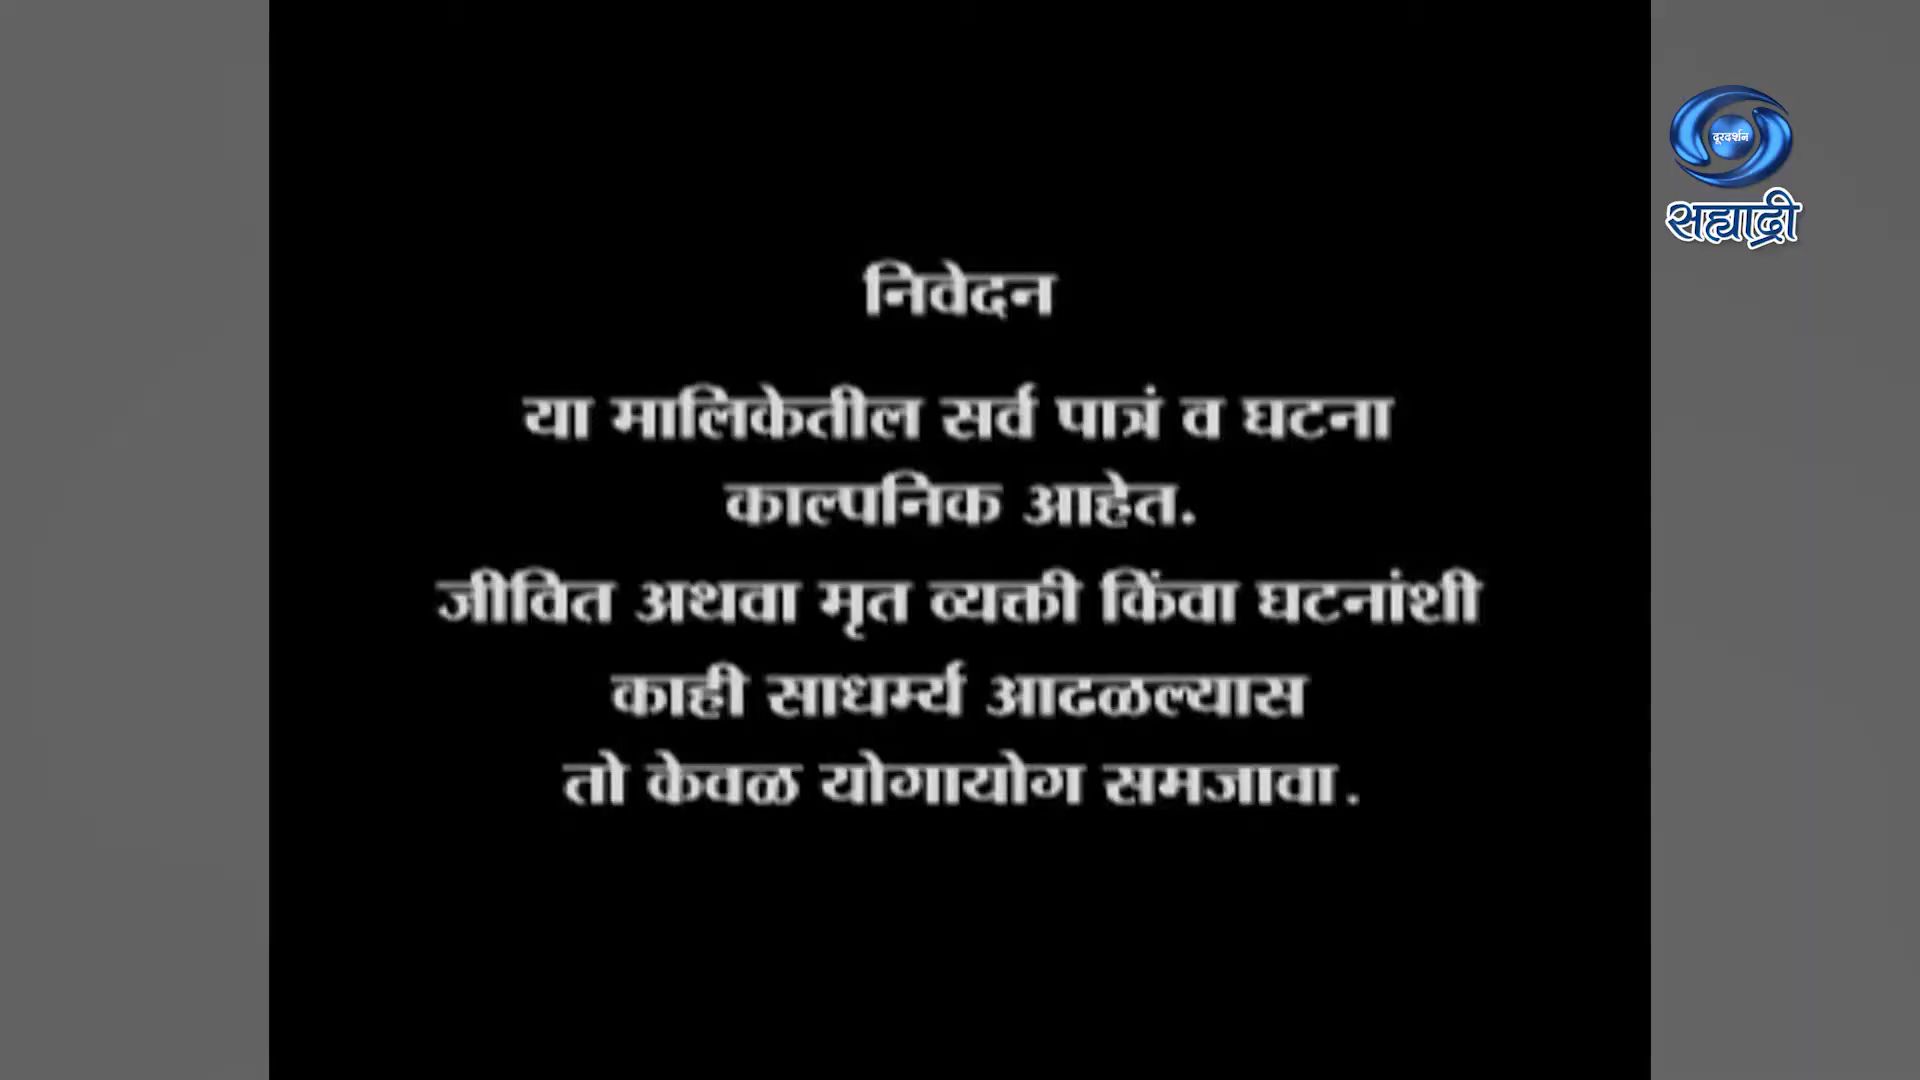 दूरदर्शन
सह्याद्री
निवेदन
या मालिकेतील सर्व पात्रं व घटना
काल्पनिक आहेत.
जीवित अथवा मृत व्यक्ती किंवा घटनांशी
काही साधर्म्य आढळल्यास
तो केवळ योगायोग समजावा.